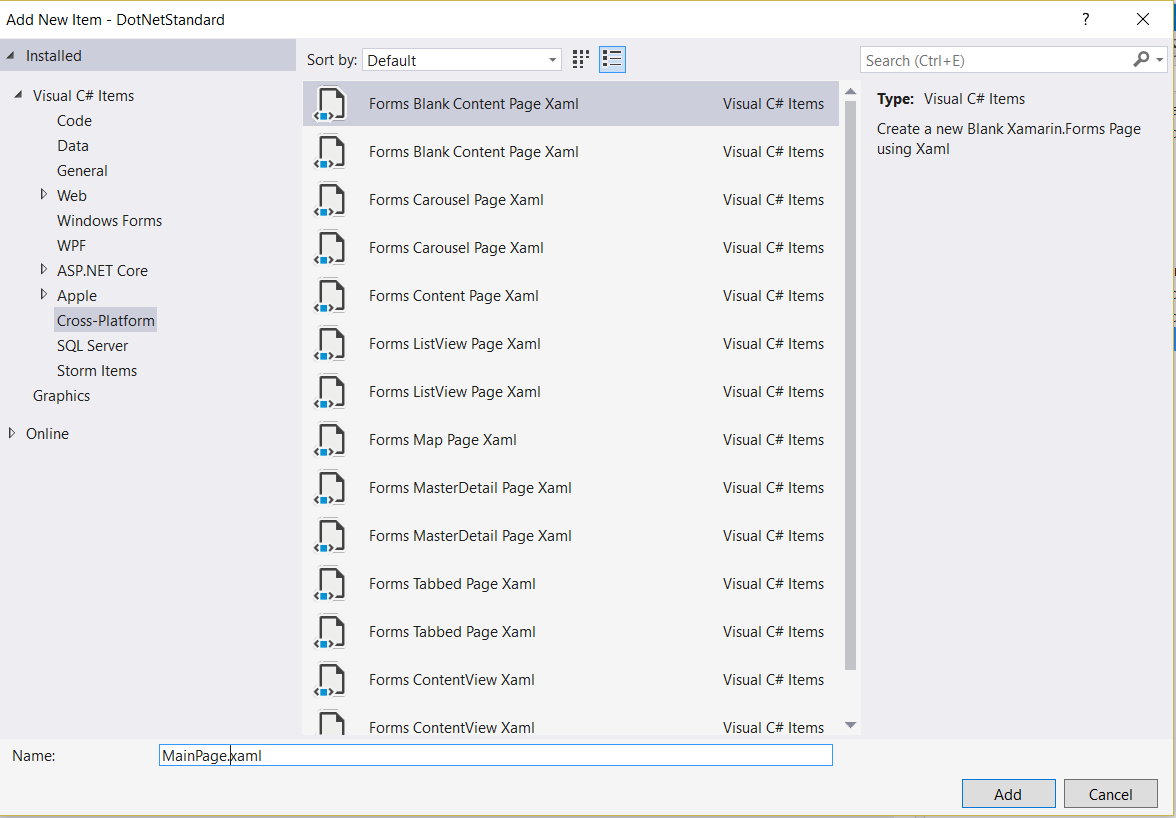 Add New Item - DotNetStandard
?
Installed
Sort by: Default
Search (Ctrl+E)
Visual C# Items
Code
Data
General
Web
Windows Forms
WPF
ASP.NET Core
Apple
Cross-Platform
SQL Server
Storm Items
Graphics
Online
Forms Blank Content Page Xaml Visual C# Items
Forms Blank Content Page Xaml Visual C# Items
Forms Carousel Page Xaml Visual C# Items
Forms Carousel Page Xaml Visual C# Items
Forms Content Page Xaml Visual C# Items
Forms ListView Page Xaml Visual C# Items
Forms ListView Page Xaml Visual C# Items
Forms Map Page Xaml Visual C# Items
Forms MasterDetail Page Xaml Visual C# Items
Forms MasterDetail Page Xaml Visual C# Items
Forms Tabbed Page Xaml Visual C# Items
Forms Tabbed Page Xaml Visual C# Items
Forms ContentView Xaml Visual C# Items
Forms ContentView Xaml Visual C# Items
Type: Visual C# Items
Create a new Blank Xamarin.Forms Page
using Xaml
Name: MainPage.xaml
Add Cancel